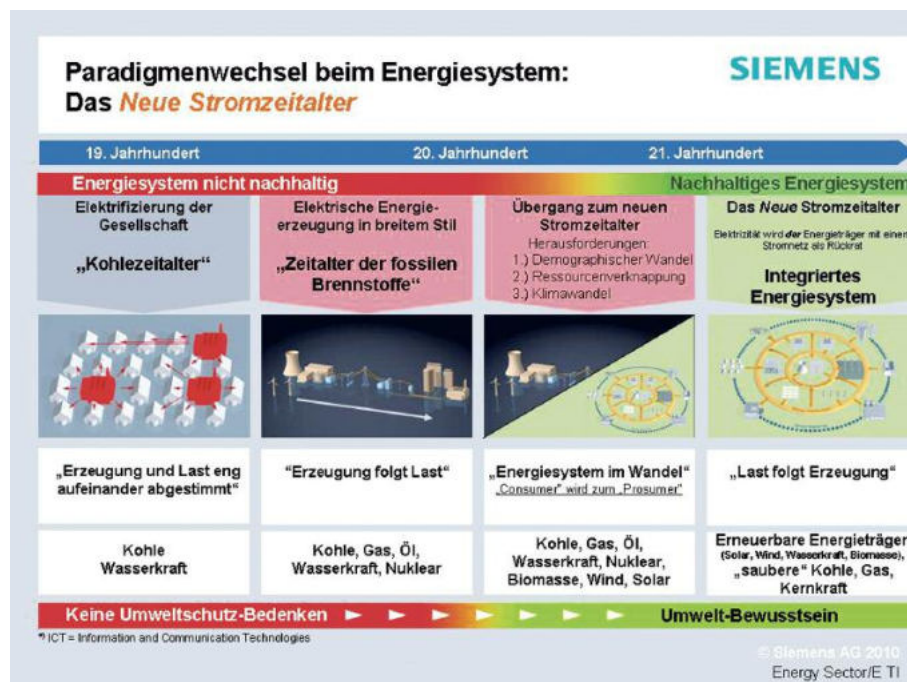 Paradigmenwechsel beim Energiesystem:
Das Neue Stromzeitalter
SIEMENS
19. Jahrhundert
20. Jahrhundert
21. Jahrhundert
Energiesystem nicht nachhaltig
Nachhaltiges Energiesystem
Elektrifizierung der
Gesellschaft
„Kohlezeitalter“
Elektrische Energie-
erzeugung in breitem Stil
„Zeitalter der fossilen
Brennstoffe“
Übergang zum neuen
Stromzeitalter
Herausforderungen:
1.) Demographischer Wandel
2.) Ressourcenverknappung
3.) Klimawandel
Das Neue Stromzeitalter
Elektrizität wird der Energieträger mit einem
Stromnetz als Rückrat
Integriertes
Energiesystem
„Erzeugung und Last eng
aufeinander abgestimmt“
“Erzeugung folgt Last“
„Energiesystem im Wandel“
„Consumer“ wird zum „Prosumer“
„Last folgt Erzeugung“
Kohle
Wasserkraft
Kohle, Gas, Öl,
Wasserkraft, Nuklear
Kohle, Gas, Öl,
Wasserkraft, Nuklear,
Biomasse, Wind, Solar
Erneuerbare Energieträger
(Solar, Wind, Wasserkraft, Biomasse),
„saubere“ Kohle, Gas,
Kernkraft
Keine Umweltschutz-Bedenken
Umwelt-Bewusstsein
*) ICT = Information and Communication Technologies
© Siemens AG 2010
Energy Sector/E TI